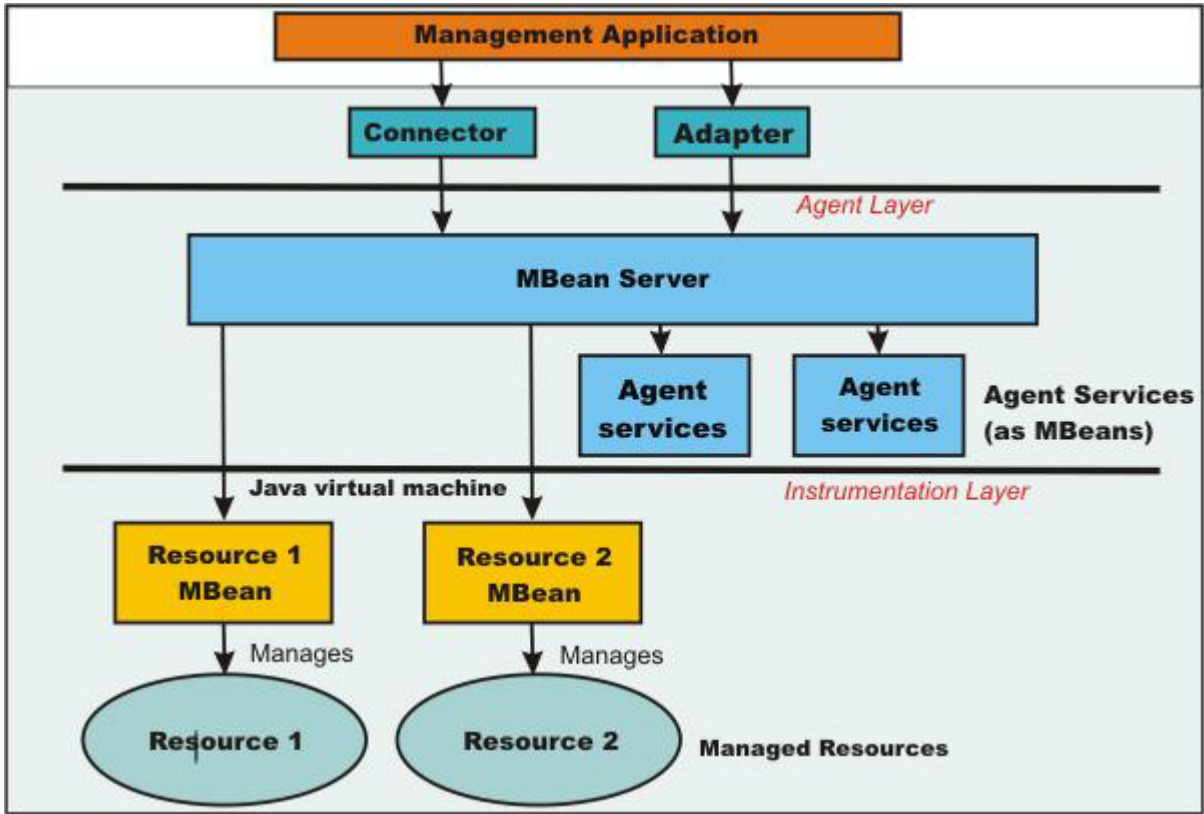 Management Application
Connector
Adapter
Agent Layer
MBean Server
Agent
services
Agent
services
Agent Services
(as MBeans)
Java virtual machine
Instrumentation Layer
Resource 1
MBean
Resource 2
MBean
Manages
Manages
Resource 1
Resource 2
Managed Resources